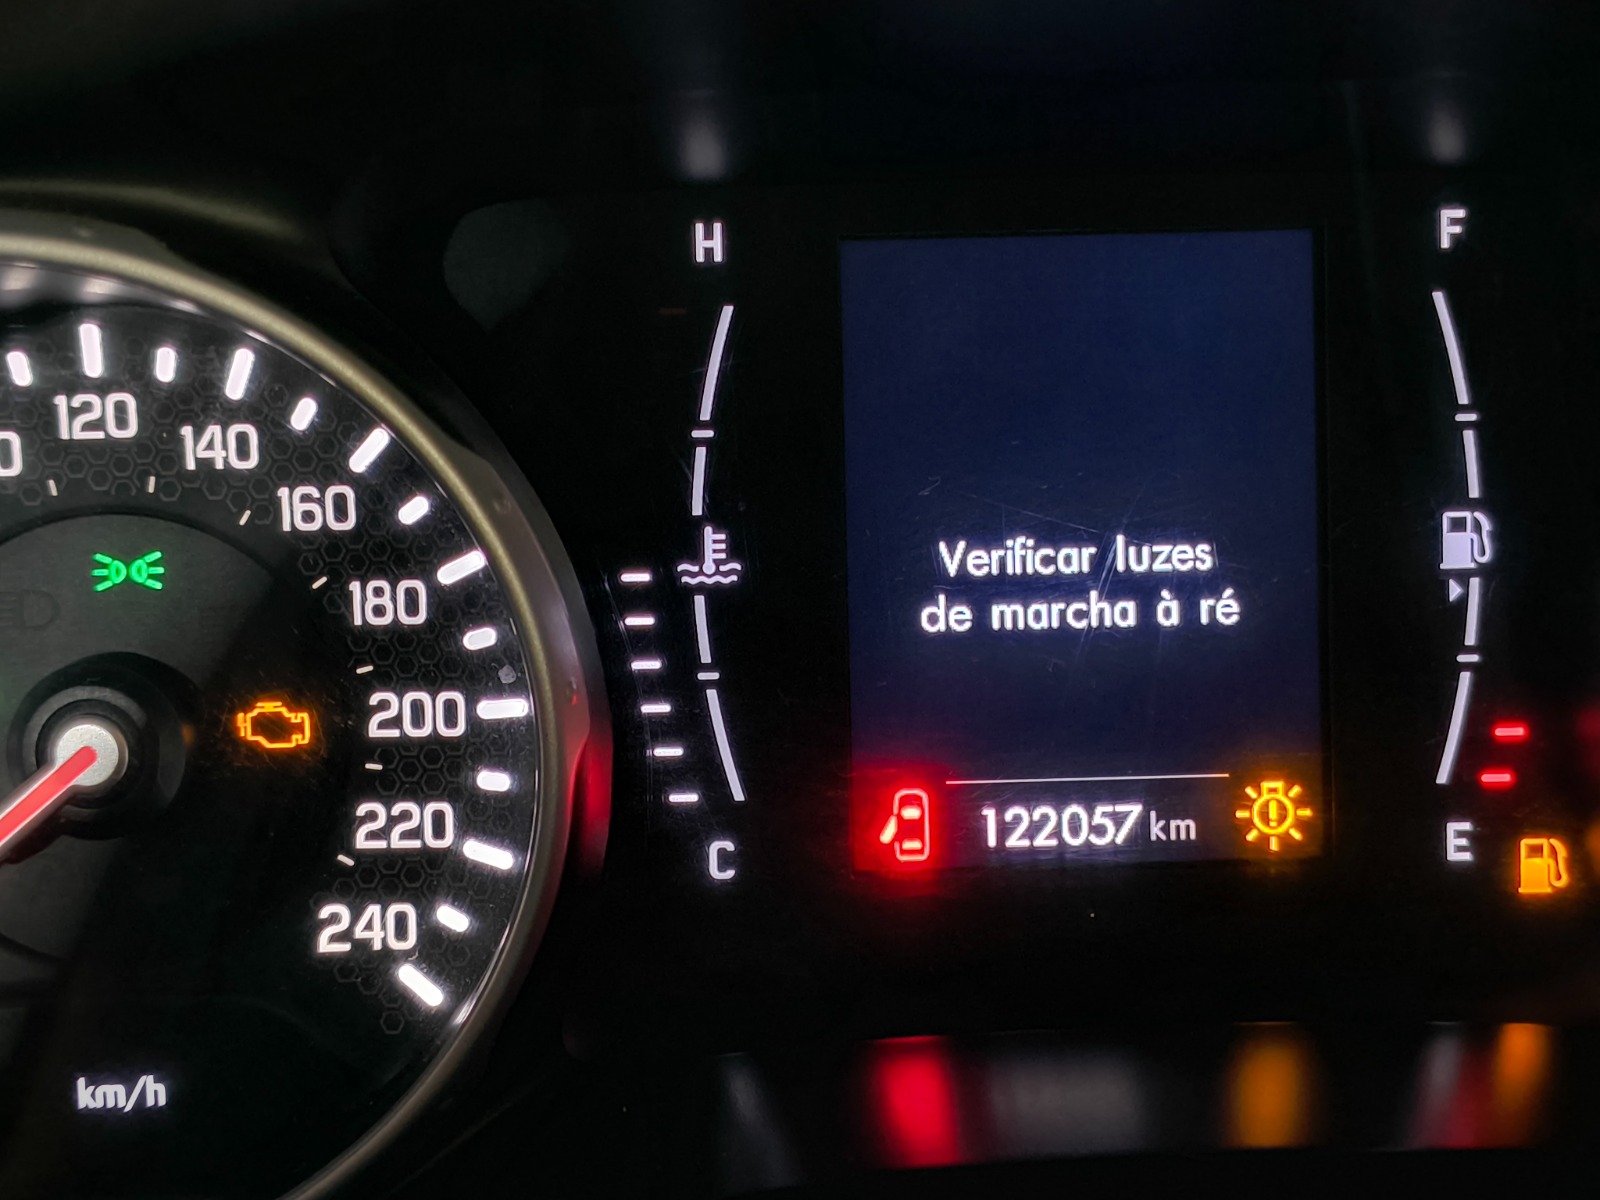 H
F
120
140
160
180
200
220
240
km/h
Verificar luzes
de marcha à ré
122057 km
C
E